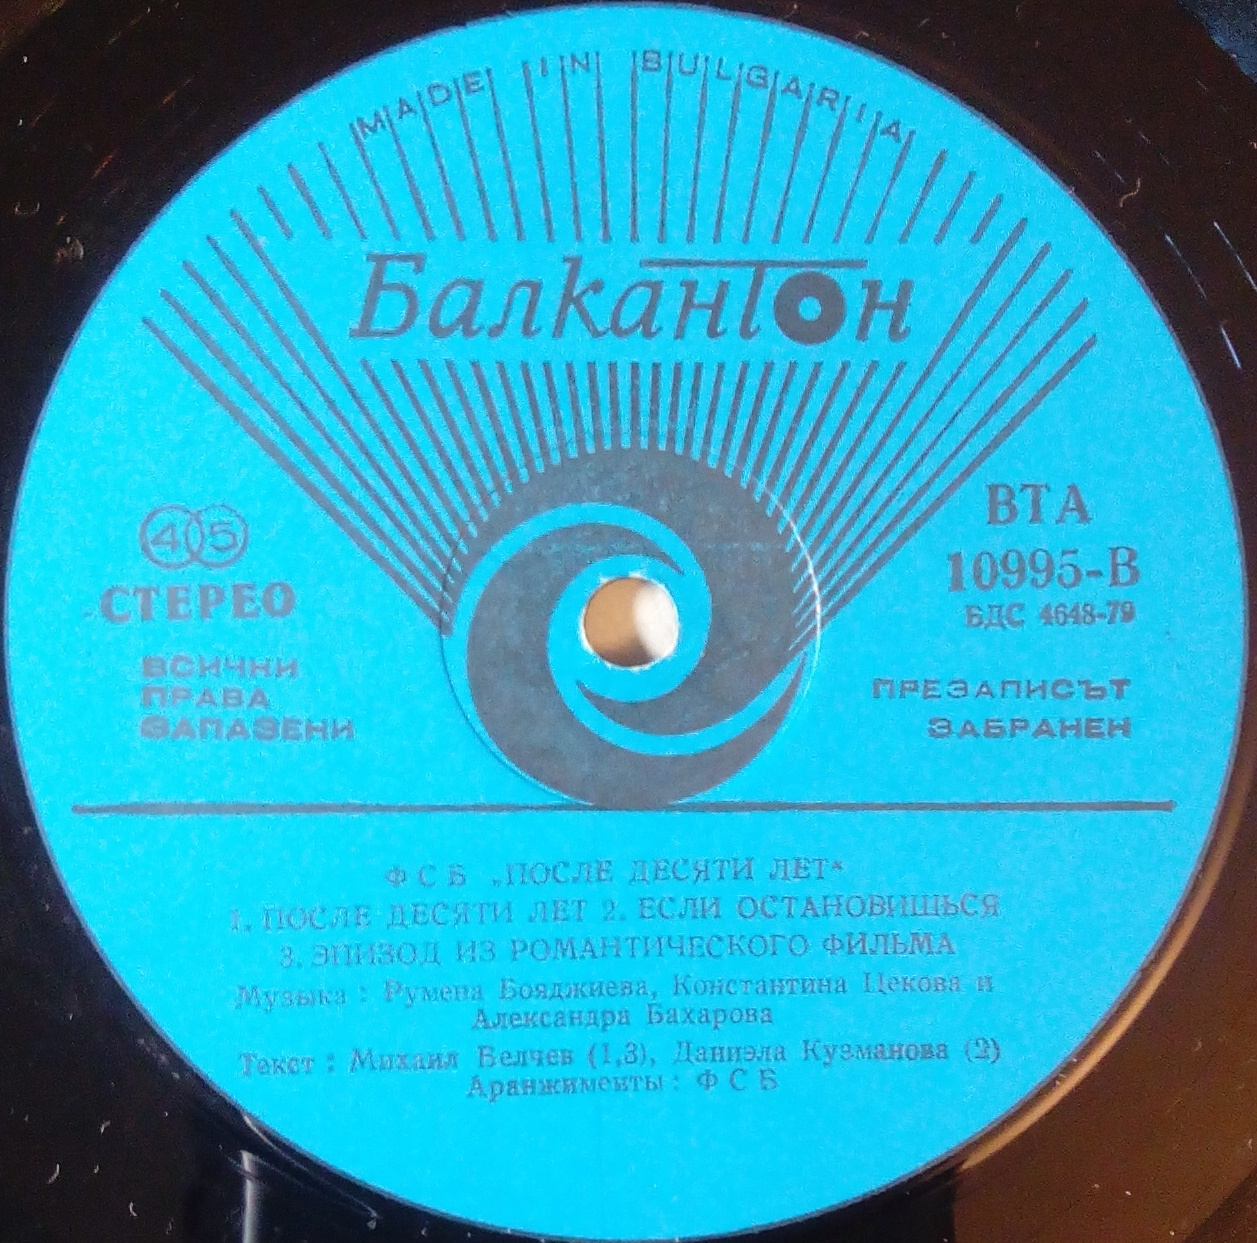 MADE IN BULGARIA
Балкантон
45
СТЕРЕО
ВСИЧКИ
ПРАВА
ЗАПАЗЕНИ
ВТА
10995-В
БДС 4648-79
ПРЕЗАПИСЪТ
ЗАБРАНЕН
Ф С Б „ПОСЛЕ ДЕСЯТИ ЛЕТ“
1. ПОСЛЕ ДЕСЯТИ ЛЕТ 2. ЕСЛИ ОСТАНОВИШЬСЯ
3. ЭПИЗОД ИЗ РОМАНТИЧЕСКОГО ФИЛЬМА
Музыка : Румена Бояджиева, Константина Цекова и
Александра Бахарова
Текст : Михаил Белчев (1,3), Даниэла Кузманова (2)
Аранжименты : Ф С Б